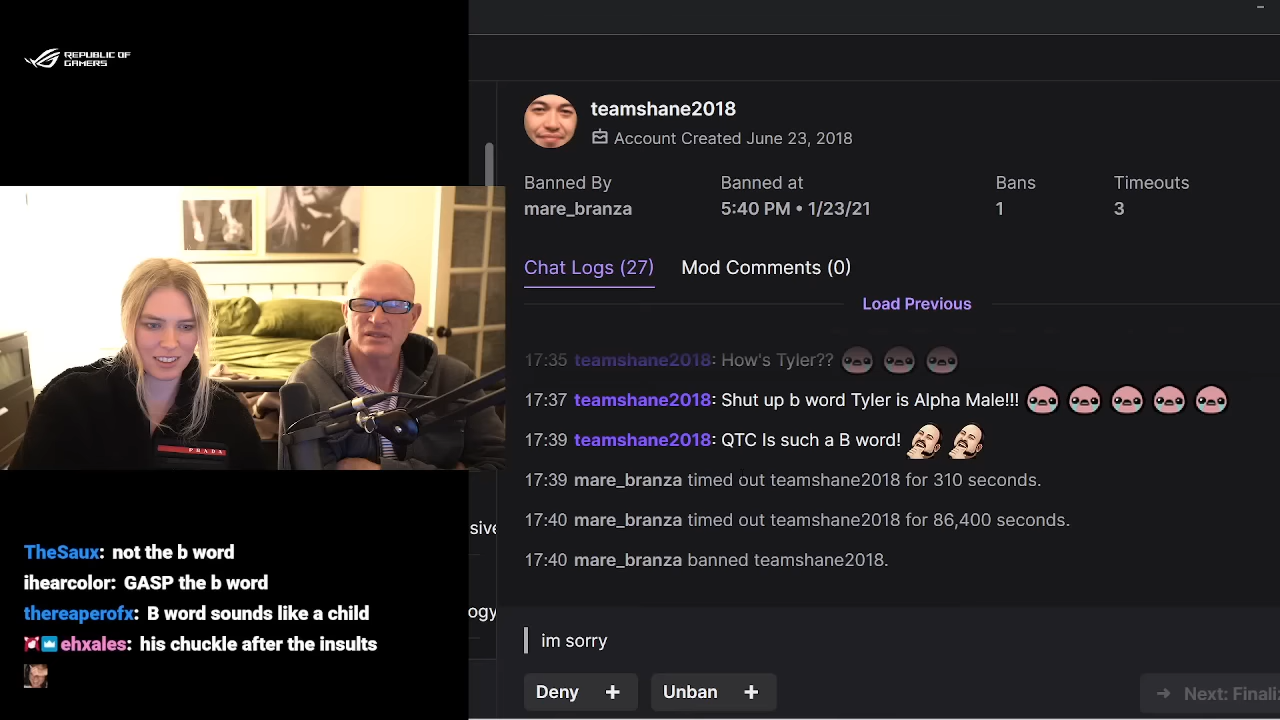 REPUBLIC OF
GAMERS
teamshane2018
Account Created June 23, 2018
Banned By
Banned at
Bans
Timeouts
mare_branza
5:40 PM • 1/23/21
1
3
Chat Logs (27)
Mod Comments (0)
Load Previous
17:35 teamshane2018: How's Tyler??
17:37 teamshane2018: Shut up b word Tyler is Alpha Male!!!
17:39 teamshane2018: QTC Is such a B word!
17:39 mare_branza timed out teamshane2018 for 310 seconds.
17:40 mare_branza timed out teamshane2018 for 86,400 seconds.
17:40 mare_branza banned teamshane2018.
im sorry
Deny +
Unban +
→ Next: Finali
PRADA
sive
ogy
TheSaux: not the b word
ihearcolor: GASP the b word
thereaperofx: B word sounds like a child
ehxales: his chuckle after the insults